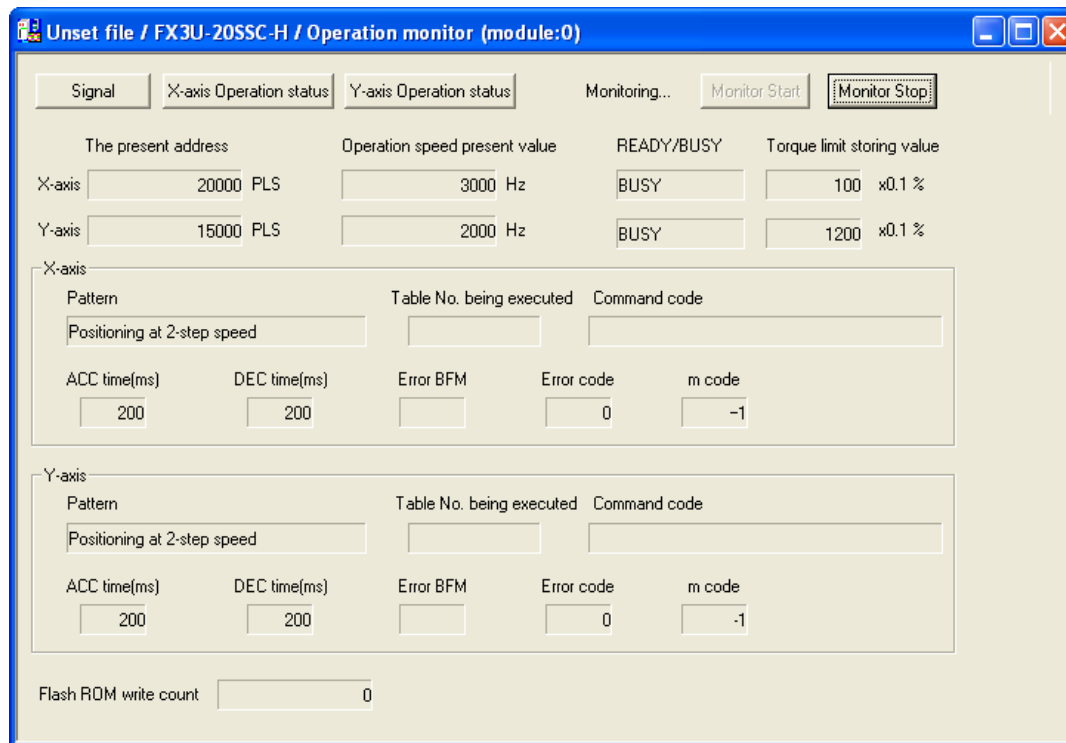 Unset file / FX3U-20SSC-H / Operation monitor (module:0)
Signal X-axis Operation status Y-axis Operation status Monitoring... Monitor Start Monitor Stop
The present address Operation speed present value READY/BUSY Torque limit storing value
X-axis 20000 PLS 3000 Hz BUSY 100 x0.1 %
Y-axis 15000 PLS 2000 Hz BUSY 1200 x0.1 %
X-axis
Pattern Table No. being executed Command code
Positioning at 2-step speed
ACC time(ms) DEC time(ms) Error BFM Error code m code
200 200 0 -1
Y-axis
Pattern Table No. being executed Command code
Positioning at 2-step speed
ACC time(ms) DEC time(ms) Error BFM Error code m code
200 200 0 -1
Flash ROM write count 0